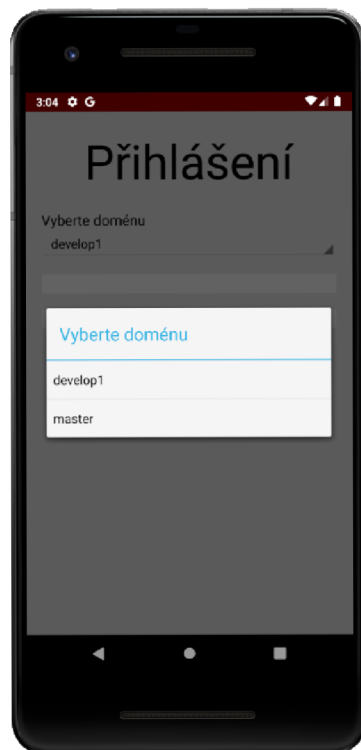 3:04 G
Přihlášení
Vyberte doménu
develop1
Vyberte doménu
develop1
master